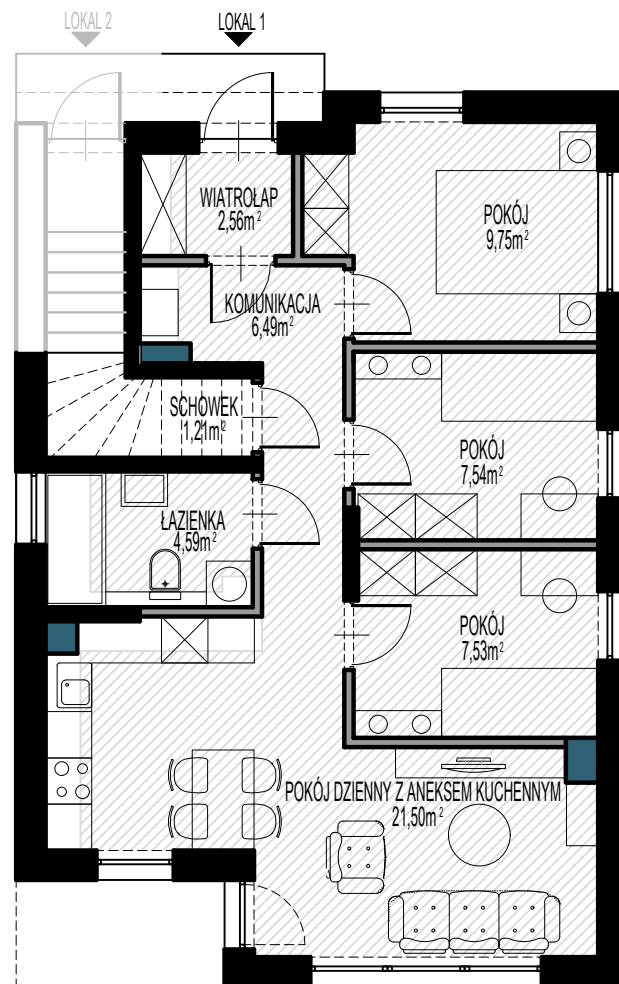 LOKAL 2
LOKAL 1
WIATROŁAP
2,56m²
POKÓJ
9,75m²
KOMUNIKACJA
6,49m²
SCHOWEK
1,21m²
POKÓJ
7,54m²
ŁAZIENKA
4,59m²
POKÓJ
7,53m²
POKÓJ DZIENNY Z ANEKSEM KUCHENNYM
21,50m²